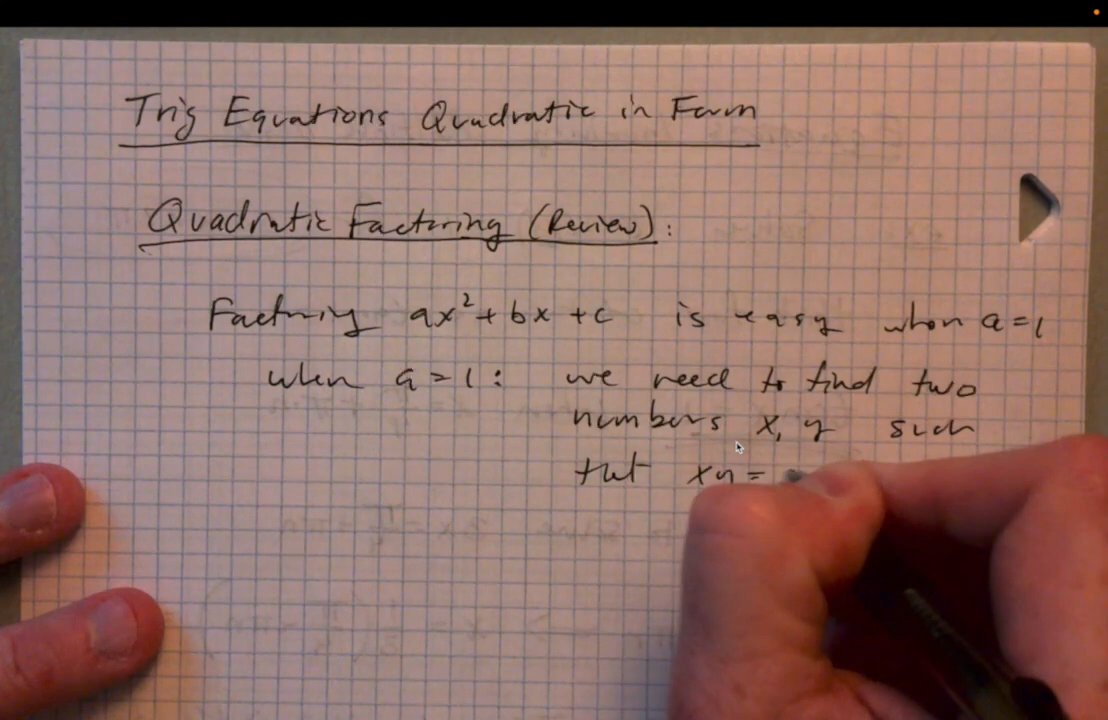 Trig Equations Quadratic in Form
Quadratic Factoring (Review):
Factoring ax²+bx+c is easy when a=1
when a=1: we need to find two
numbers x, y such
that xy=